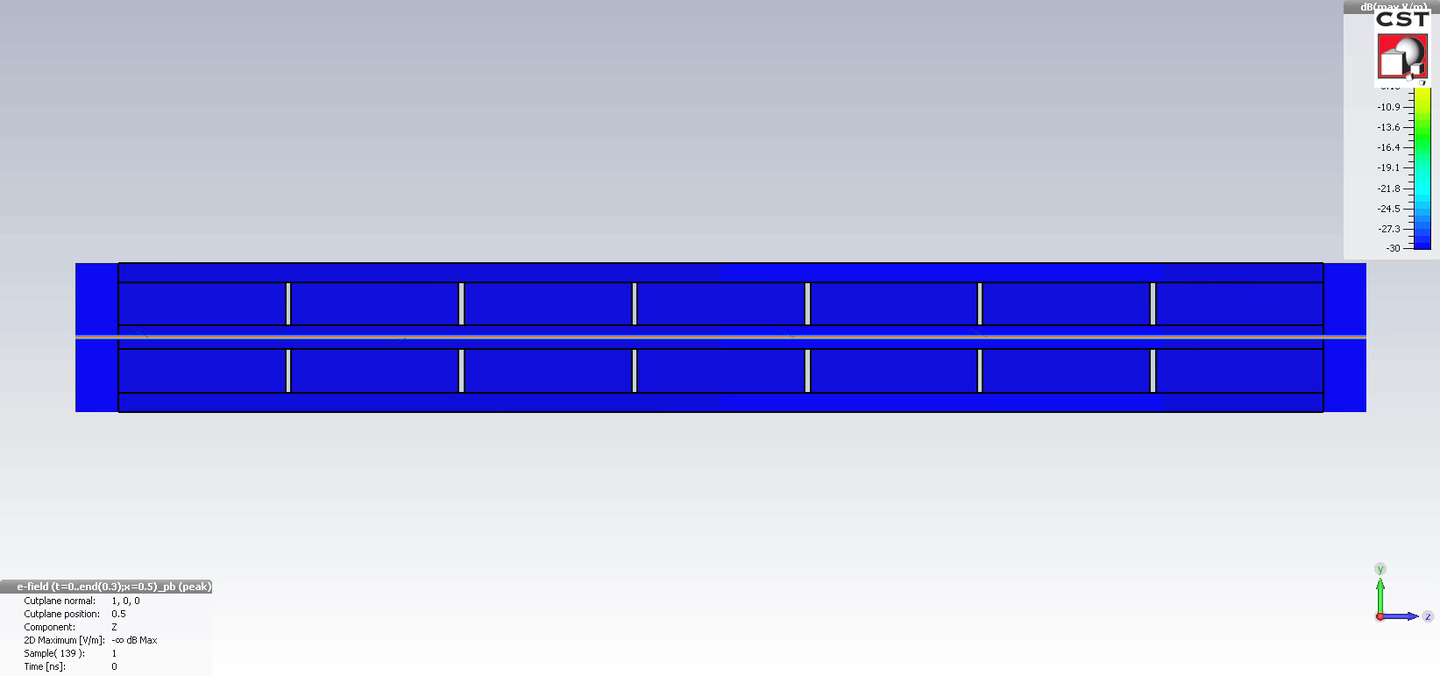 dB(max V/m)
CST
-10.9
-13.6
-16.4
-19.1
-21.8
-24.5
-27.3
-30
e-field (t=0..end(0.3);x=0.5)_pb (peak)
Cutplane normal: 1, 0, 0
Cutplane position: 0.5
Component: Z
2D Maximum [V/m]: -∞ dB Max
Sample( 139 ): 1
Time [ns]: 0
y
z